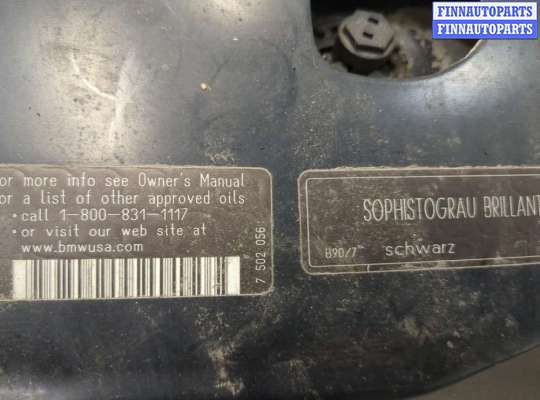 FINNAUTOPARTS
FINNAUTOPARTS
or more info see Owner's Manual
or a list of other approved oils
• call 1-800-831-1117
• or visit our web site at
www.bmwusa.com
7 502 056
SOPHISTOGRAU BRILLANT
B90/7 schwarz